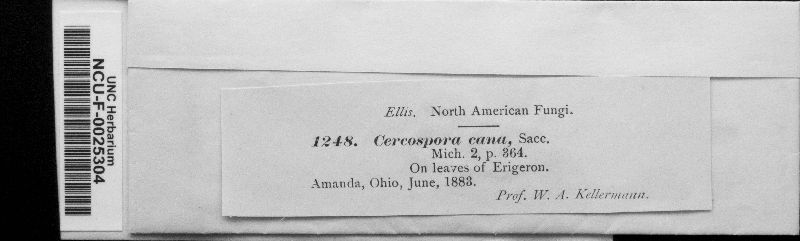 UNC Herbarium
NCU-F-0025304
Ellis. North American Fungi.
1248. Cercospora cana, Sacc.
Mich. 2, p. 364.
On leaves of Erigeron.
Amanda, Ohio, June, 1883.
Prof. W. A. Kellermann.